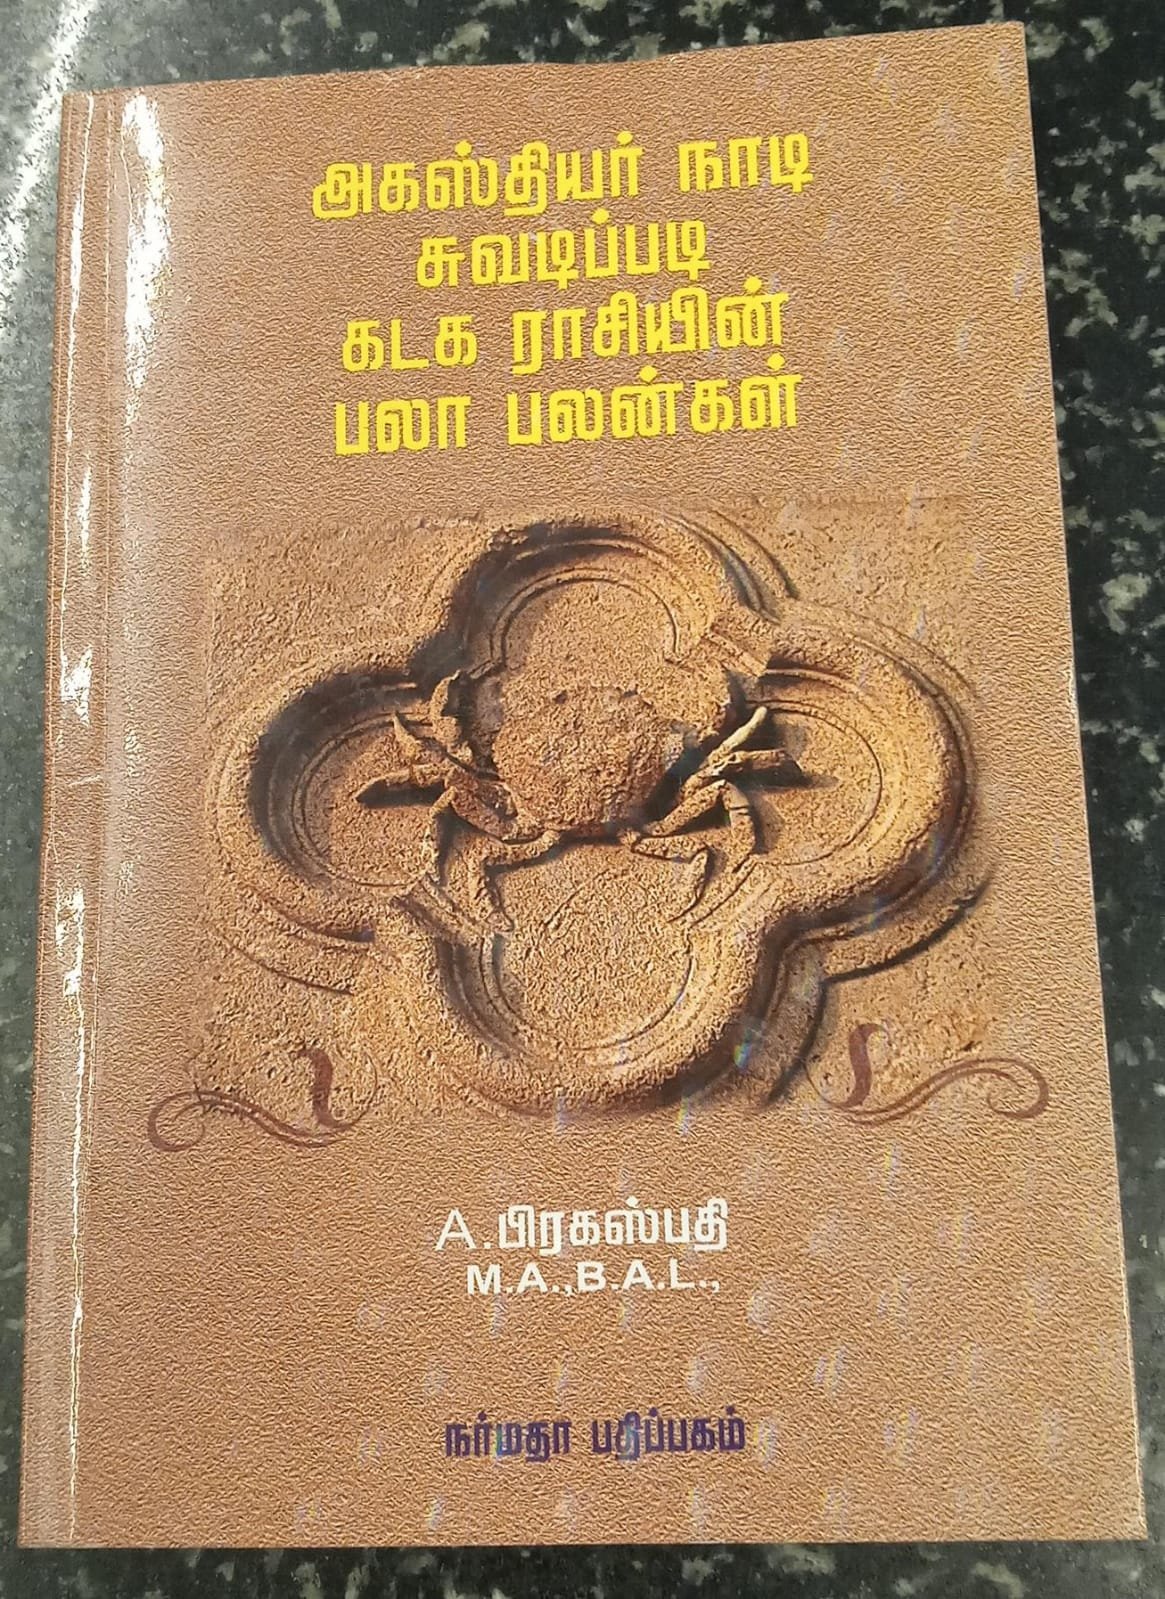 அகஸ்தியர் நாடி
சுவடிப்படி
கடக ராசியின்
பலா பலன்கள்
A.பிரகஸ்பதி
M.A.,B.A.L.,
நர்மதா பதிப்பகம்